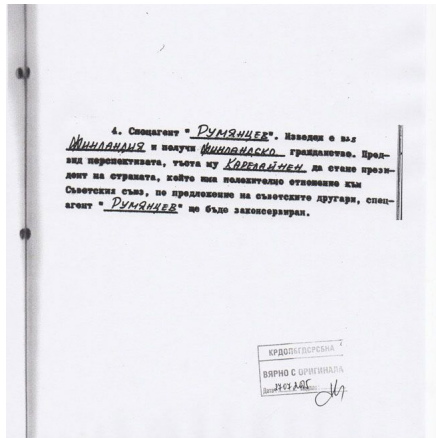 4. Спецагент "РУМЯНЦЕВ". Изведен е във
ФИНЛАНДИЯ и получи ФИНЛАНДСКО гражданство. Пред-
вид перспективата, тъста му КАРЕЛАЙНЕН да стане прези-
дент на страната, който има положително отношение към
Съветския съюз, по предложение на съветските другари, спец-
агент "РУМЯНЦЕВ" ще бъде законсервиран.
КРДОПБГДСРСБНА
ВЯРНО С ОРИГИНАЛА
Дата: